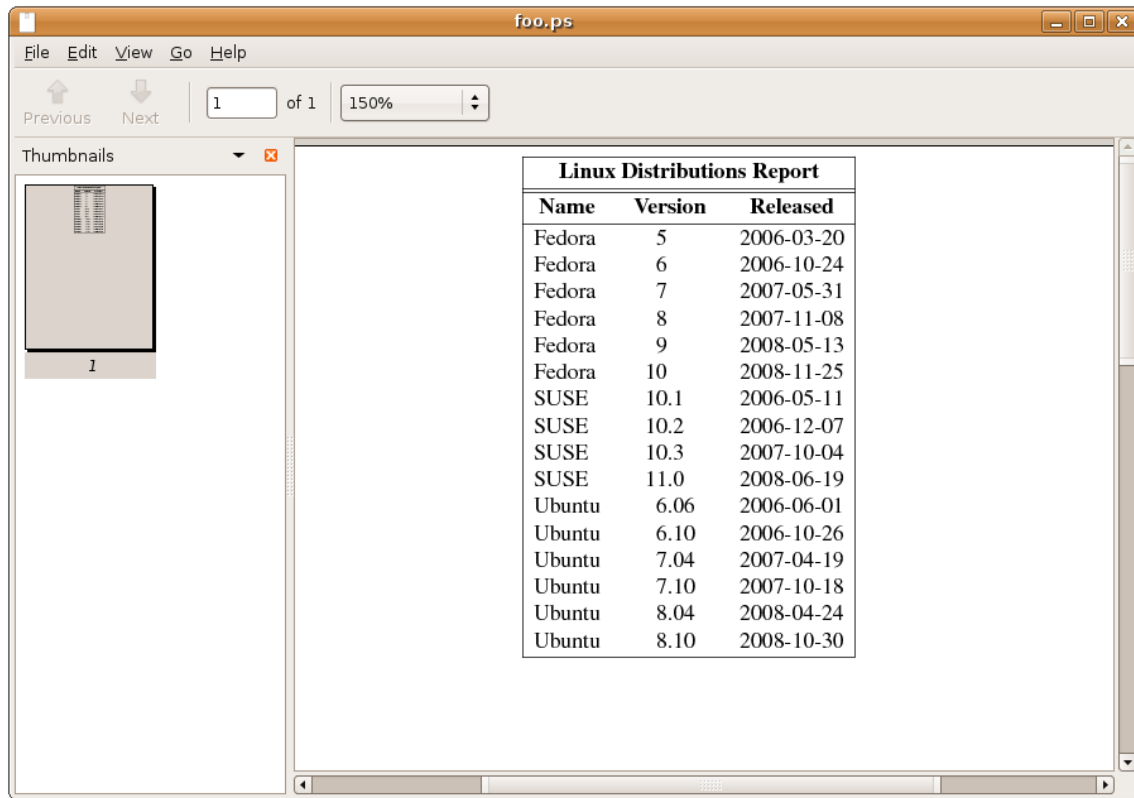 foo.ps
File Edit View Go Help
Previous Next 1 of 1 150%
Thumbnails
1
Linux Distributions Report
Name Version Released
Fedora 5 2006-03-20
Fedora 6 2006-10-24
Fedora 7 2007-05-31
Fedora 8 2007-11-08
Fedora 9 2008-05-13
Fedora 10 2008-11-25
SUSE 10.1 2006-05-11
SUSE 10.2 2006-12-07
SUSE 10.3 2007-10-04
SUSE 11.0 2008-06-19
Ubuntu 6.06 2006-06-01
Ubuntu 6.10 2006-10-26
Ubuntu 7.04 2007-04-19
Ubuntu 7.10 2007-10-18
Ubuntu 8.04 2008-04-24
Ubuntu 8.10 2008-10-30